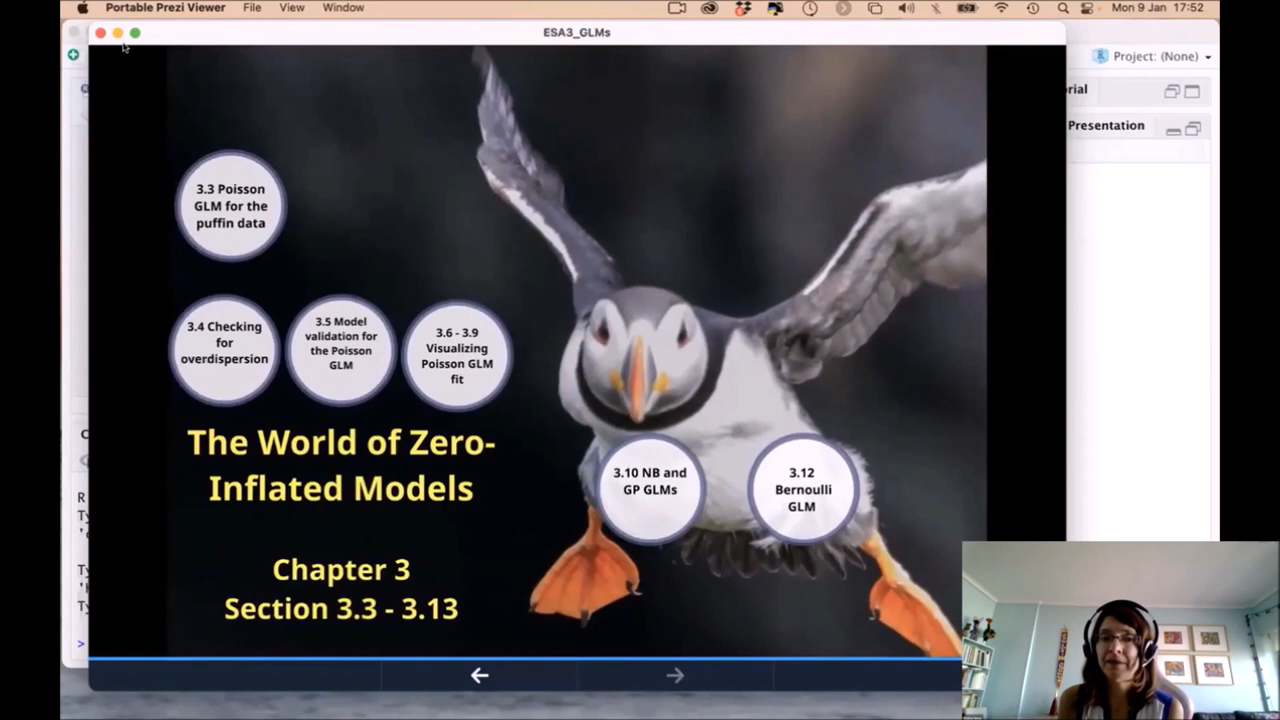 Portable Prezi Viewer File View Window Mon 9 Jan 17:52
ESA3_GLMs
Project: (None)
rial
Presentation
3.3 Poisson
GLM for the
puffin data
3.4 Checking
for
overdispersion
3.5 Model
validation for
the Poisson
GLM
3.6 - 3.9
Visualizing
Poisson GLM
fit
The World of Zero-
Inflated Models
3.10 NB and
GP GLMs
3.12
Bernoulli
GLM
Chapter 3
Section 3.3 - 3.13
R
>